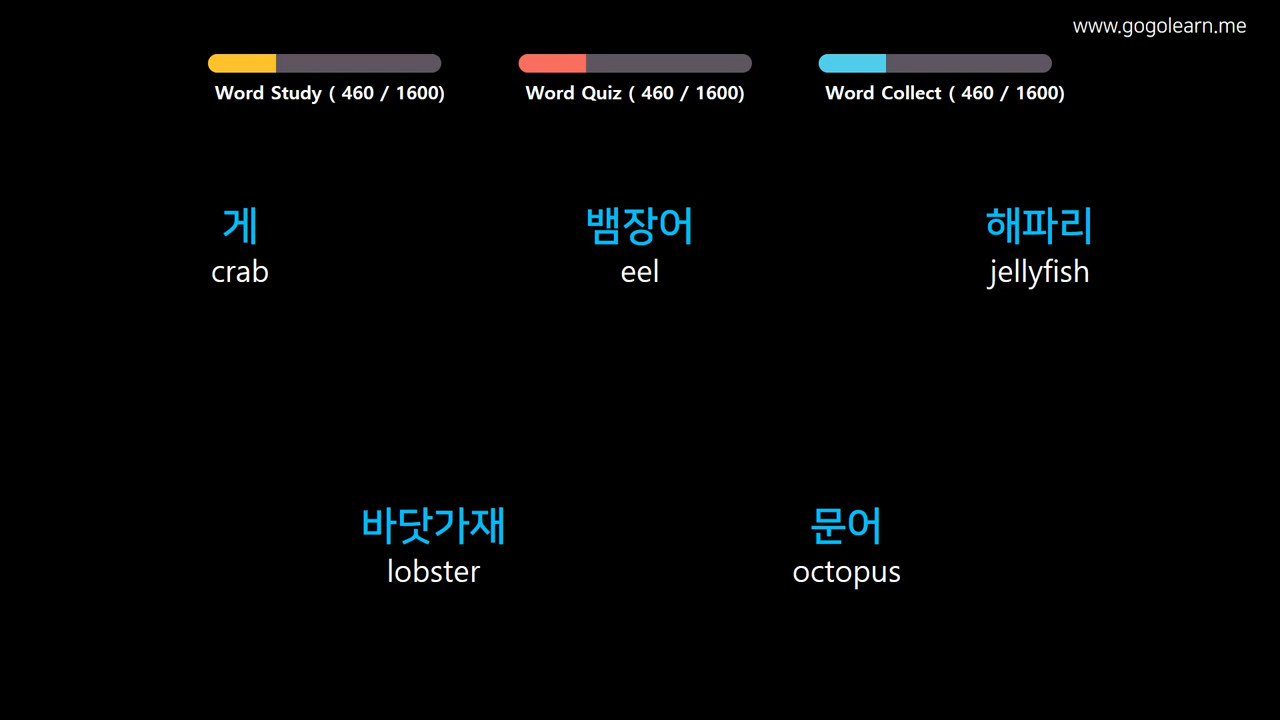 www.gogolearn.me
Word Study ( 460 / 1600)
Word Quiz ( 460 / 1600)
Word Collect ( 460 / 1600)
게
crab
뱀장어
eel
해파리
jellyfish
바닷가재
lobster
문어
octopus